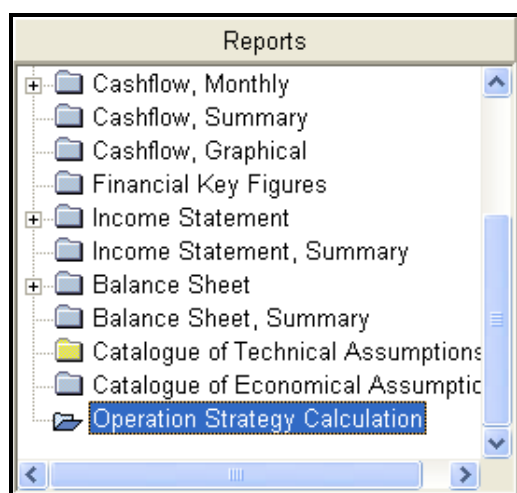 Reports
Cashflow, Monthly
Cashflow, Summary
Cashflow, Graphical
Financial Key Figures
Income Statement
Income Statement, Summary
Balance Sheet
Balance Sheet, Summary
Catalogue of Technical Assumptions
Catalogue of Economical Assumptic
Operation Strategy Calculation